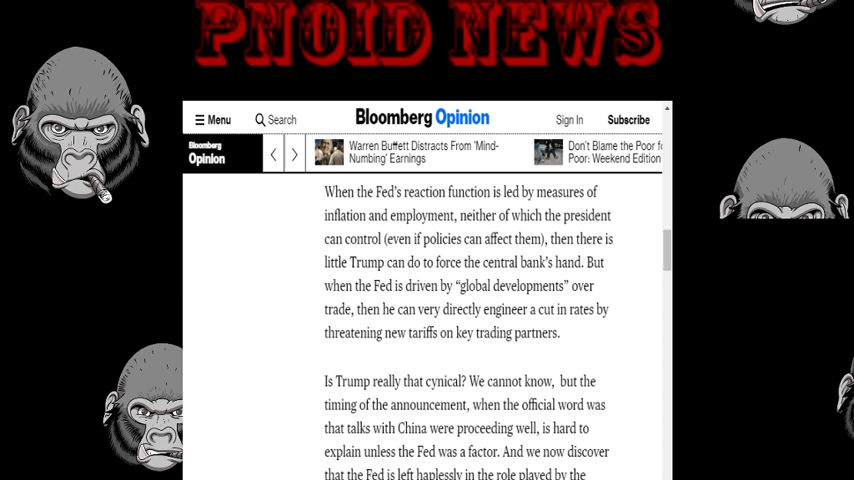 PNOID NEWS
Menu
Search
Bloomberg Opinion
Sign In
Subscribe
Bloomberg
Opinion
Warren Buffett Distracts From 'Mind-
Numbing' Earnings
Don't Blame the Poor fo
Poor: Weekend Edition
When the Fed's reaction function is led by measures of
inflation and employment, neither of which the president
can control (even if policies can affect them), then there is
little Trump can do to force the central bank's hand. But
when the Fed is driven by “global developments” over
trade, then he can very directly engineer a cut in rates by
threatening new tariffs on key trading partners.
Is Trump really that cynical? We cannot know, but the
timing of the announcement, when the official word was
that talks with China were proceeding well, is hard to
explain unless the Fed was a factor. And we now discover
that the Fed is left haplessly in the role played by the